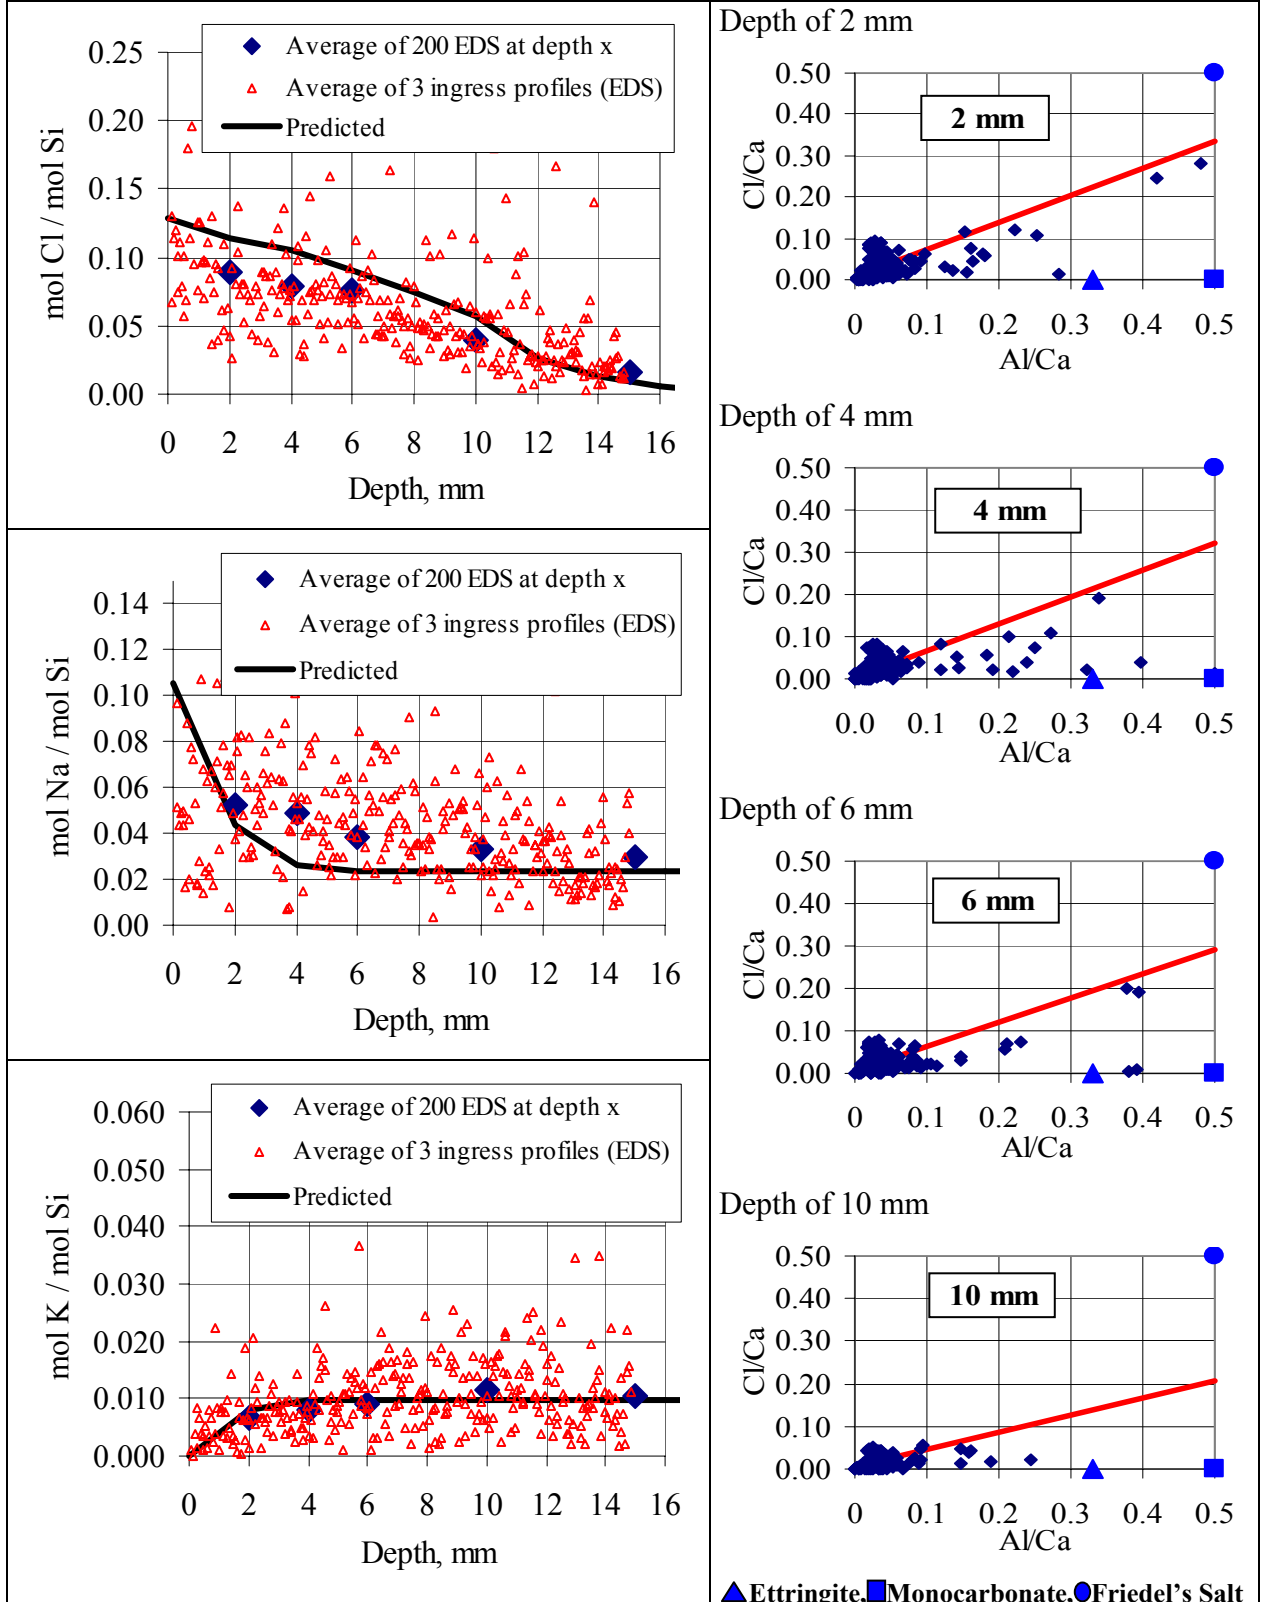 Average of 200 EDS at depth x
Average of 3 ingress profiles (EDS)
Predicted
mol Cl / mol Si
0.25
0.20
0.15
0.10
0.05
0.00
0 2 4 6 8 10 12 14 16
Depth, mm
Average of 200 EDS at depth x
Average of 3 ingress profiles (EDS)
Predicted
mol Na / mol Si
0.14
0.12
0.10
0.08
0.06
0.04
0.02
0.00
0 2 4 6 8 10 12 14 16
Depth, mm
Average of 200 EDS at depth x
Average of 3 ingress profiles (EDS)
Predicted
mol K / mol Si
0.060
0.050
0.040
0.030
0.020
0.010
0.000
0 2 4 6 8 10 12 14 16
Depth, mm
Depth of 2 mm
2 mm
Cl/Ca
0.50
0.40
0.30
0.20
0.10
0.00
0 0.1 0.2 0.3 0.4 0.5
Al/Ca
Depth of 4 mm
4 mm
Cl/Ca
0.50
0.40
0.30
0.20
0.10
0.00
0.0 0.1 0.2 0.3 0.4 0.5
Al/Ca
Depth of 6 mm
6 mm
Cl/Ca
0.50
0.40
0.30
0.20
0.10
0.00
0 0.1 0.2 0.3 0.4 0.5
Al/Ca
Depth of 10 mm
10 mm
Cl/Ca
0.50
0.40
0.30
0.20
0.10
0.00
0 0.1 0.2 0.3 0.4 0.5
Al/Ca
Ettringite, Monocarbonate, Friedel's Salt